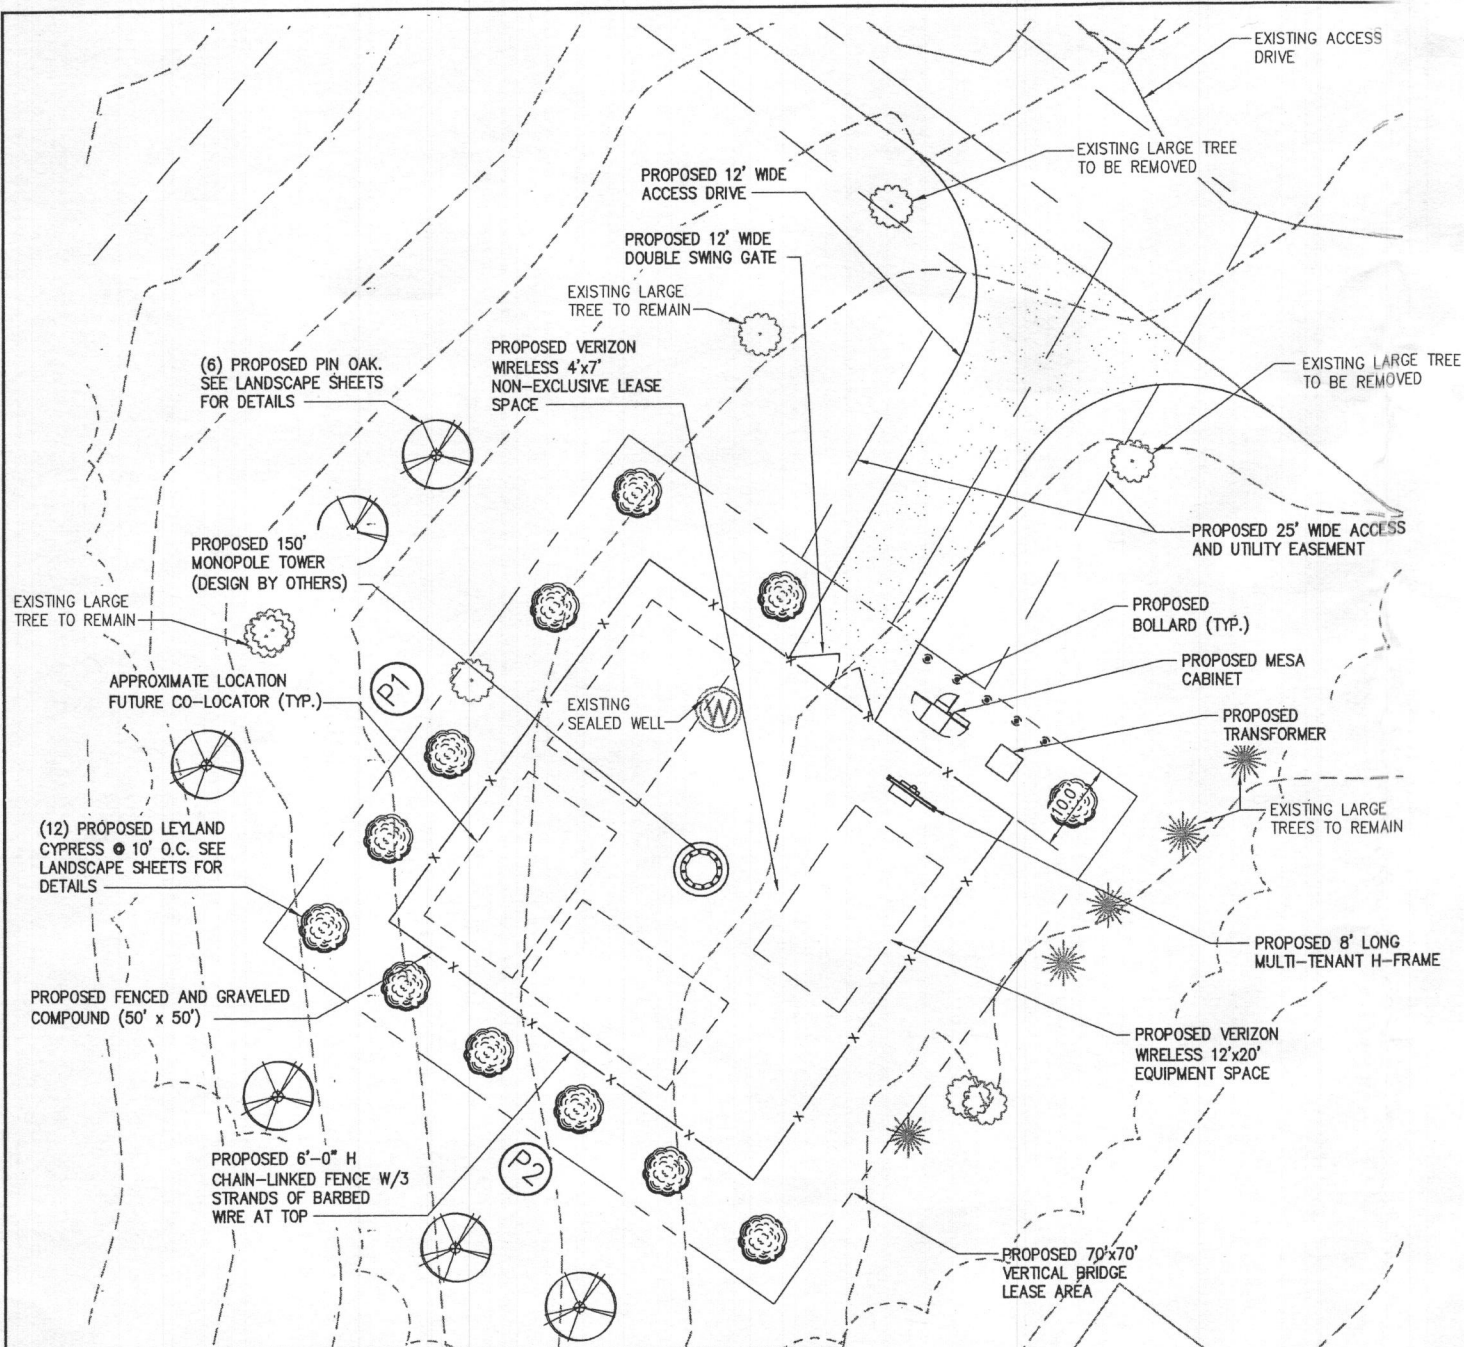 EXISTING ACCESS
DRIVE
EXISTING LARGE TREE
TO BE REMOVED
PROPOSED 12' WIDE
ACCESS DRIVE
PROPOSED 12' WIDE
DOUBLE SWING GATE
EXISTING LARGE
TREE TO REMAIN
PROPOSED VERIZON
WIRELESS 4'x7'
NON-EXCLUSIVE LEASE
SPACE
(6) PROPOSED PIN OAK.
SEE LANDSCAPE SHEETS
FOR DETAILS
EXISTING LARGE TREE
TO BE REMOVED
PROPOSED 25' WIDE ACCESS
AND UTILITY EASEMENT
PROPOSED 150'
MONOPOLE TOWER
(DESIGN BY OTHERS)
EXISTING LARGE
TREE TO REMAIN
PROPOSED
BOLLARD (TYP.)
PROPOSED MESA
CABINET
APPROXIMATE LOCATION
FUTURE CO-LOCATOR (TYP.)
P1
EXISTING
SEALED WELL
W
PROPOSED
TRANSFORMER
10.0'
EXISTING LARGE
TREES TO REMAIN
(12) PROPOSED LEYLAND
CYPRESS @ 10' O.C. SEE
LANDSCAPE SHEETS FOR
DETAILS
PROPOSED 8' LONG
MULTI-TENANT H-FRAME
PROPOSED FENCED AND GRAVELED
COMPOUND (50' x 50')
PROPOSED VERIZON
WIRELESS 12'x20'
EQUIPMENT SPACE
PROPOSED 6'-0" H
CHAIN-LINKED FENCE W/3
STRANDS OF BARBED
WIRE AT TOP
P2
PROPOSED 70'x70'
VERTICAL BRIDGE
LEASE AREA